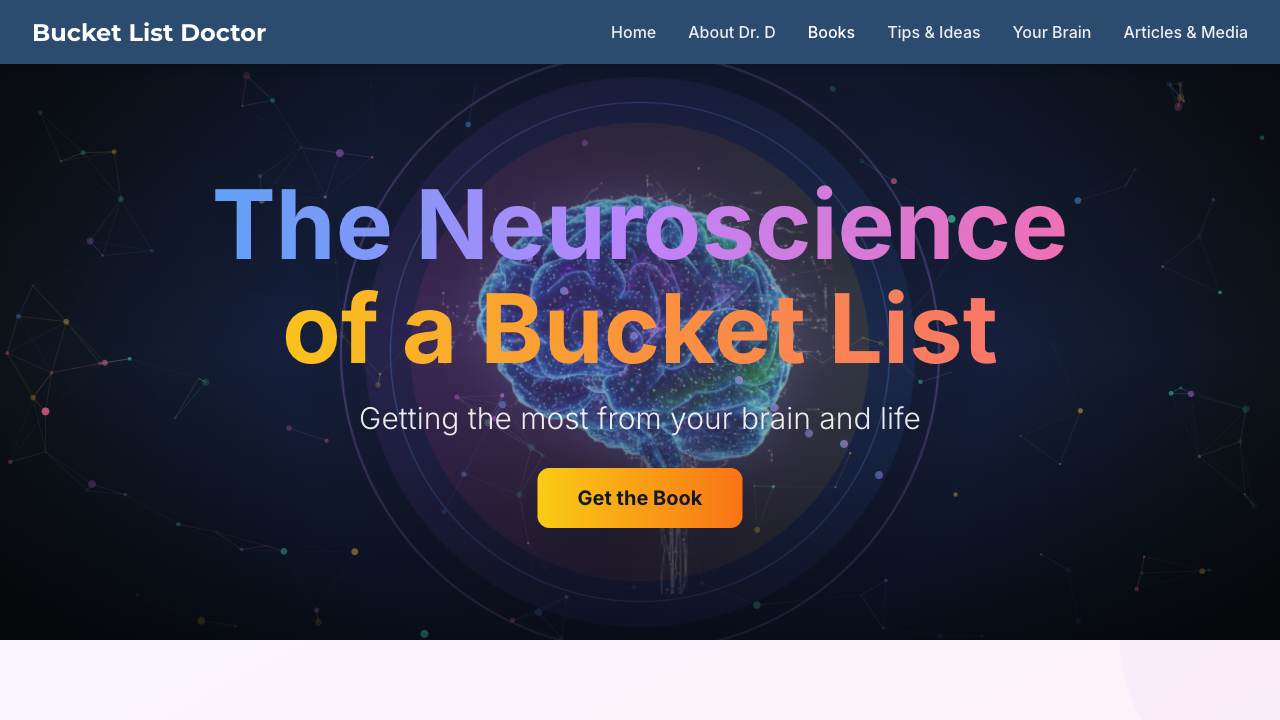 Bucket List Doctor
Home
About Dr. D
Books
Tips & Ideas
Your Brain
Articles & Media
The Neuroscience
of a Bucket List
Getting the most from your brain and life
Get the Book